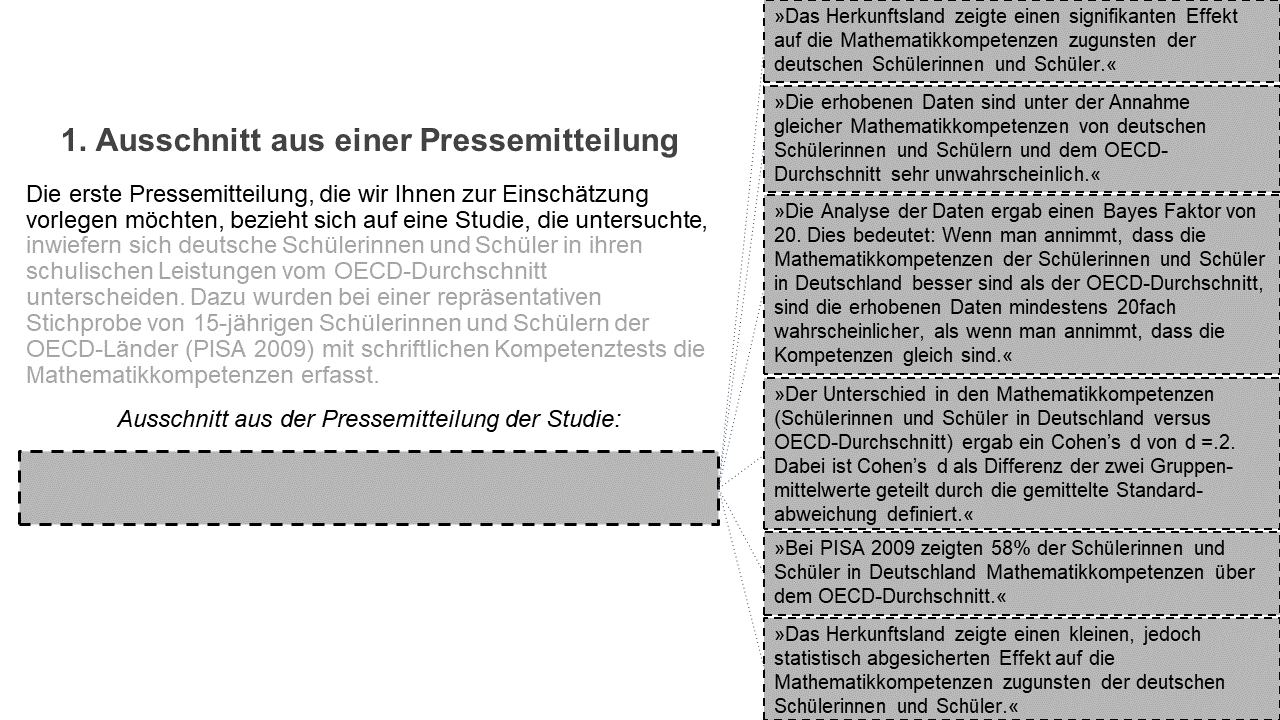 1. Ausschnitt aus einer Pressemitteilung
Die erste Pressemitteilung, die wir Ihnen zur Einschätzung
vorlegen möchten, bezieht sich auf eine Studie, die untersuchte,
inwiefern sich deutsche Schülerinnen und Schüler in ihren
schulischen Leistungen vom OECD-Durchschnitt
unterscheiden. Dazu wurden bei einer repräsentativen
Stichprobe von 15-jährigen Schülerinnen und Schülern der
OECD-Länder (PISA 2009) mit schriftlichen Kompetenztests die
Mathematikkompetenzen erfasst.
Ausschnitt aus der Pressemitteilung der Studie:
»Das Herkunftsland zeigte einen signifikanten Effekt
auf die Mathematikkompetenzen zugunsten der
deutschen Schülerinnen und Schüler.«
»Die erhobenen Daten sind unter der Annahme
gleicher Mathematikkompetenzen von deutschen
Schülerinnen und Schülern und dem OECD-
Durchschnitt sehr unwahrscheinlich.«
»Die Analyse der Daten ergab einen Bayes Faktor von
20. Dies bedeutet: Wenn man annimmt, dass die
Mathematikkompetenzen der Schülerinnen und Schüler
in Deutschland besser sind als der OECD-Durchschnitt,
sind die erhobenen Daten mindestens 20fach
wahrscheinlicher, als wenn man annimmt, dass die
Kompetenzen gleich sind.«
»Der Unterschied in den Mathematikkompetenzen
(Schülerinnen und Schüler in Deutschland versus
OECD-Durchschnitt) ergab ein Cohen’s d von d =.2.
Dabei ist Cohen’s d als Differenz der zwei Gruppen-
mittelwerte geteilt durch die gemittelte Standard-
abweichung definiert.«
»Bei PISA 2009 zeigten 58% der Schülerinnen und
Schüler in Deutschland Mathematikkompetenzen über
dem OECD-Durchschnitt.«
»Das Herkunftsland zeigte einen kleinen, jedoch
statistisch abgesicherten Effekt auf die
Mathematikkompetenzen zugunsten der deutschen
Schülerinnen und Schüler.«